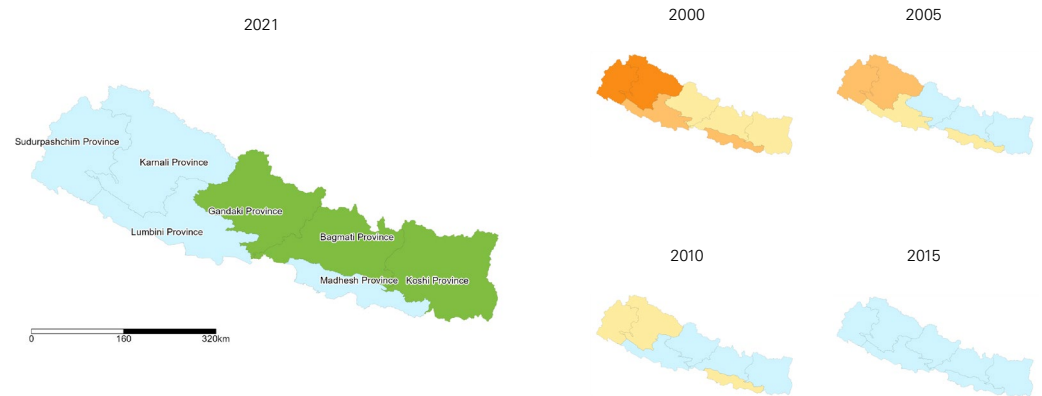 2021
Sudurpashchim Province
Karnali Province
Gandaki Province
Lumbini Province
Bagmati Province
Madhesh Province
Koshi Province
0 160 320km
2000
2005
2010
2015